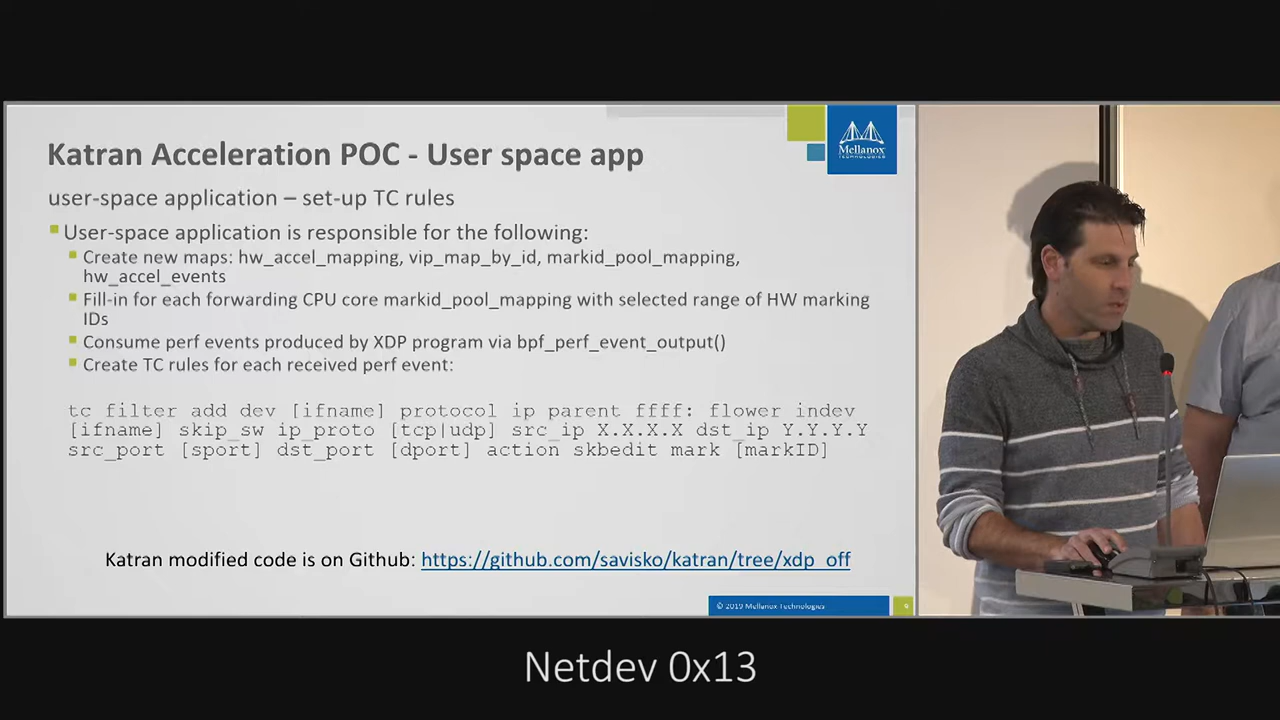 Katran Acceleration POC - User space app
Mellanox
TECHNOLOGIES
user-space application – set-up TC rules
User-space application is responsible for the following:
Create new maps: hw_accel_mapping, vip_map_by_id, markid_pool_mapping,
hw_accel_events
Fill-in for each forwarding CPU core markid_pool_mapping with selected range of HW marking
IDs
Consume perf events produced by XDP program via bpf_perf_event_output()
Create TC rules for each received perf event:
tc filter add dev [ifname] protocol ip parent ffff: flower indev
[ifname] skip_sw ip_proto [tcp|udp] src_ip X.X.X.X dst_ip Y.Y.Y.Y
src_port [sport] dst_port [dport] action skbedit mark [markID]
Katran modified code is on Github: https://github.com/savisko/katran/tree/xdp_off
© 2019 Mellanox Technologies
9
Netdev 0x13